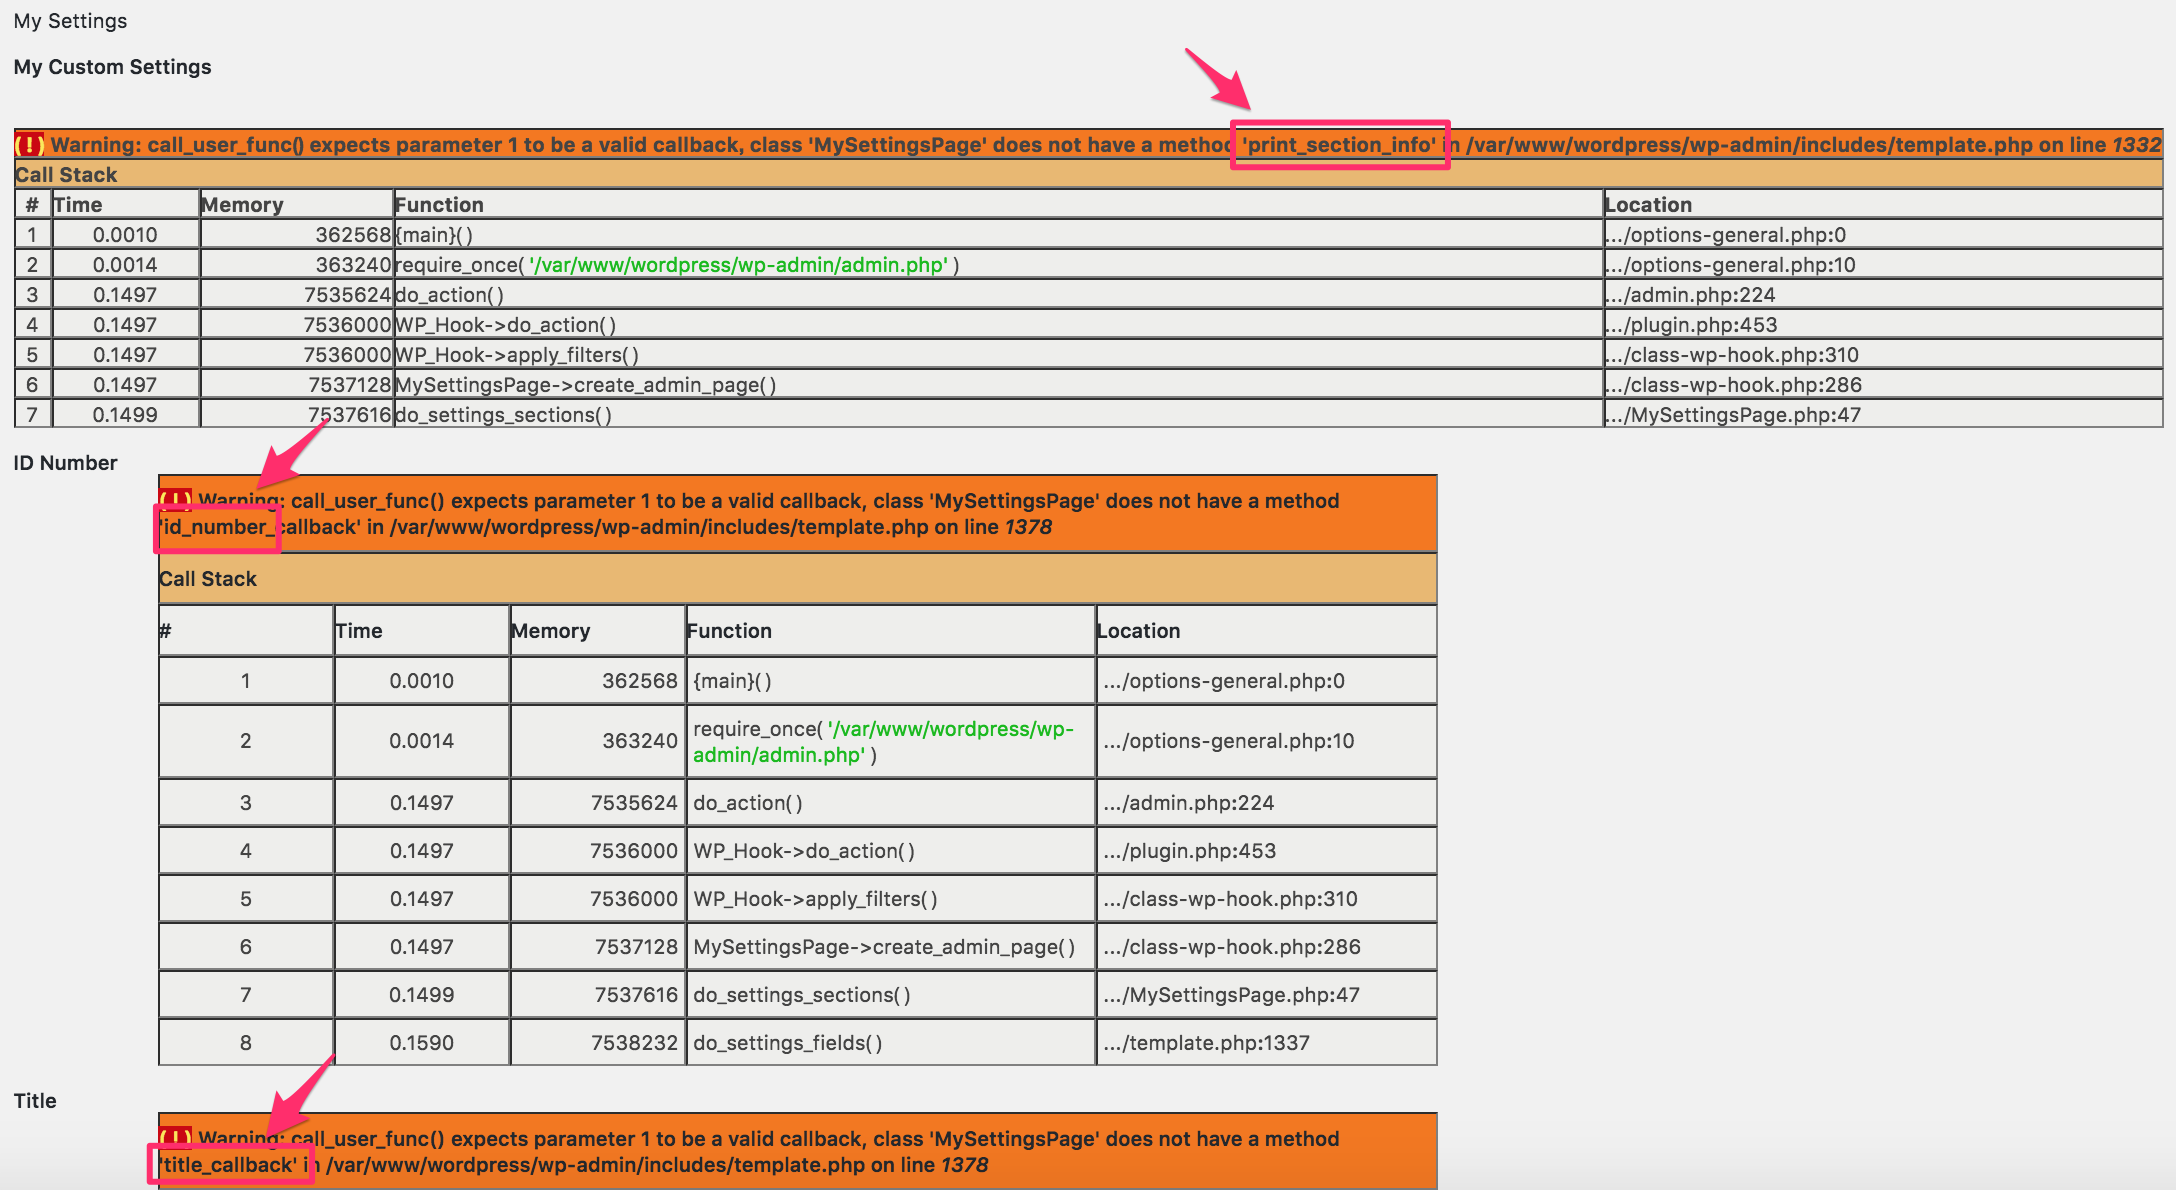 My Settings
My Custom Settings
(!) Warning: call_user_func() expects parameter 1 to be a valid callback, class 'MySettingsPage' does not have a method 'print_section_info' in /var/www/wordpress/wp-admin/includes/template.php on line 1332
Call Stack
# Time Memory Function Location
1 0.0010 362568 {main}( ) .../options-general.php:0
2 0.0014 363240 require_once( '/var/www/wordpress/wp-admin/admin.php' ) .../options-general.php:10
3 0.1497 7535624 do_action( ) .../admin.php:224
4 0.1497 7536000 WP_Hook->do_action( ) .../plugin.php:453
5 0.1497 7536000 WP_Hook->apply_filters( ) .../class-wp-hook.php:310
6 0.1497 7537128 MySettingsPage->create_admin_page( ) .../class-wp-hook.php:286
7 0.1499 7537616 do_settings_sections( ) .../MySettingsPage.php:47
ID Number
(!) Warning: call_user_func() expects parameter 1 to be a valid callback, class 'MySettingsPage' does not have a method
'id_number_callback' in /var/www/wordpress/wp-admin/includes/template.php on line 1378
Call Stack
# Time Memory Function Location
1 0.0010 362568 {main}( ) .../options-general.php:0
2 0.0014 363240 require_once( '/var/www/wordpress/wp-
admin/admin.php' ) .../options-general.php:10
3 0.1497 7535624 do_action( ) .../admin.php:224
4 0.1497 7536000 WP_Hook->do_action( ) .../plugin.php:453
5 0.1497 7536000 WP_Hook->apply_filters( ) .../class-wp-hook.php:310
6 0.1497 7537128 MySettingsPage->create_admin_page( ) .../class-wp-hook.php:286
7 0.1499 7537616 do_settings_sections( ) .../MySettingsPage.php:47
8 0.1590 7538232 do_settings_fields( ) .../template.php:1337
Title
(!) Warning: call_user_func() expects parameter 1 to be a valid callback, class 'MySettingsPage' does not have a method
'title_callback' in /var/www/wordpress/wp-admin/includes/template.php on line 1378